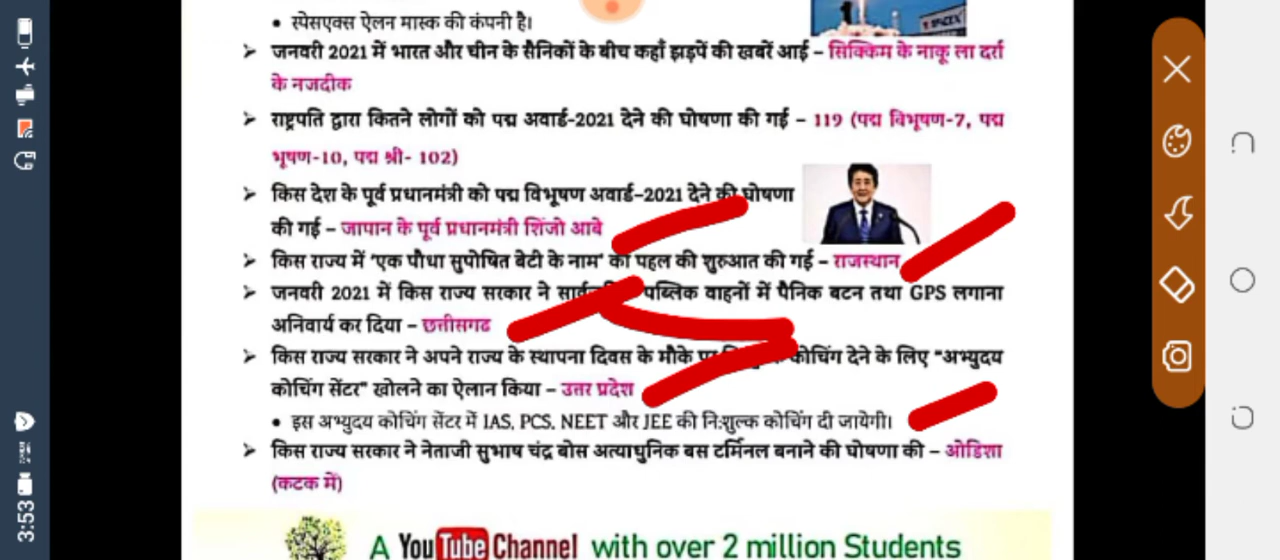 SPACEX
• स्पेसएक्स ऐलन मास्क की कंपनी है।
➤ जनवरी 2021 में भारत और चीन के सैनिकों के बीच कहाँ झड़पें की खबरें आई – सिक्किम के नाकू ला दर्रा
के नजदीक
➤ राष्ट्रपति द्वारा कितने लोगों को पद्म अवार्ड-2021 देने की घोषणा की गई – 119 (पद्म विभूषण-7, पद्म
भूषण-10, पद्म श्री- 102)
➤ किस देश के पूर्व प्रधानमंत्री को पद्म विभूषण अवार्ड–2021 देने की घोषणा
की गई – जापान के पूर्व प्रधानमंत्री शिंजो आबे
➤ किस राज्य में 'एक पौधा सुपोषित बेटी के नाम' की पहल की शुरुआत की गई – राजस्थान
➤ जनवरी 2021 में किस राज्य सरकार ने पब्लिक वाहनों में पैनिक बटन तथा GPS लगाना
अनिवार्य कर दिया – छत्तीसगढ
➤ किस राज्य सरकार ने अपने राज्य के स्थापना दिवस के मौके पर कोचिंग देने के लिए "अभ्युदय
कोचिंग सेंटर" खोलने का ऐलान किया – उत्तर प्रदेश
• इस अभ्युदय कोचिंग सेंटर में IAS, PCS, NEET और JEE की नि:शुल्क कोचिंग दी जायेगी।
➤ किस राज्य सरकार ने नेताजी सुभाष चंद्र बोस अत्याधुनिक बस टर्मिनल बनाने की घोषणा की – ओडिशा
(कटक में)
A YouTube Channel with over 2 million Students
3:53